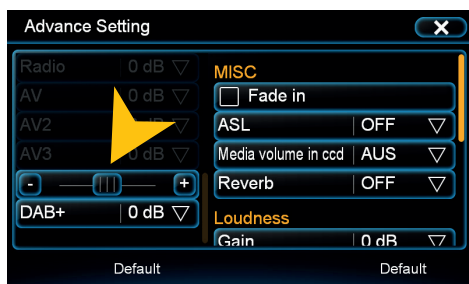 Advance Setting
X
Radio 0 dB
AV 0 dB
AV2
AV3 0 dB
- +
DAB+ 0 dB
Default
MISC
Fade in
ASL OFF
Media volume in ccd AUS
Reverb OFF
Loudness
Gain 0 dB
Default